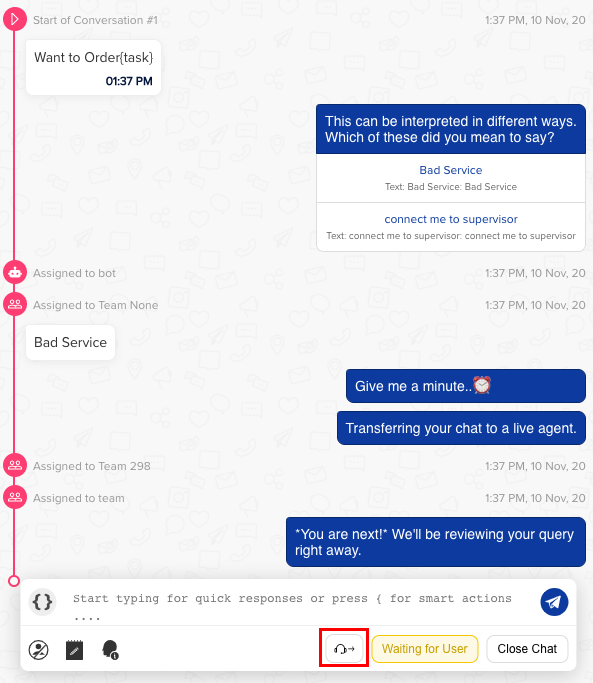 Start of Conversation #1
1:37 PM, 10 Nov, 20
Want to Order{task}
01:37 PM
This can be interpreted in different ways.
Which of these did you mean to say?
Bad Service
Text: Bad Service: Bad Service
connect me to supervisor
Text: connect me to supervisor: connect me to supervisor
Assigned to bot
1:37 PM, 10 Nov, 20
Assigned to Team None
1:37 PM, 10 Nov, 20
Bad Service
Give me a minute..⏰
Transferring your chat to a live agent.
Assigned to Team 298
1:37 PM, 10 Nov, 20
Assigned to team
1:37 PM, 10 Nov, 20
*You are next!* We'll be reviewing your query
right away.
{} Start typing for quick responses or press { for smart actions
....
Waiting for User
Close Chat